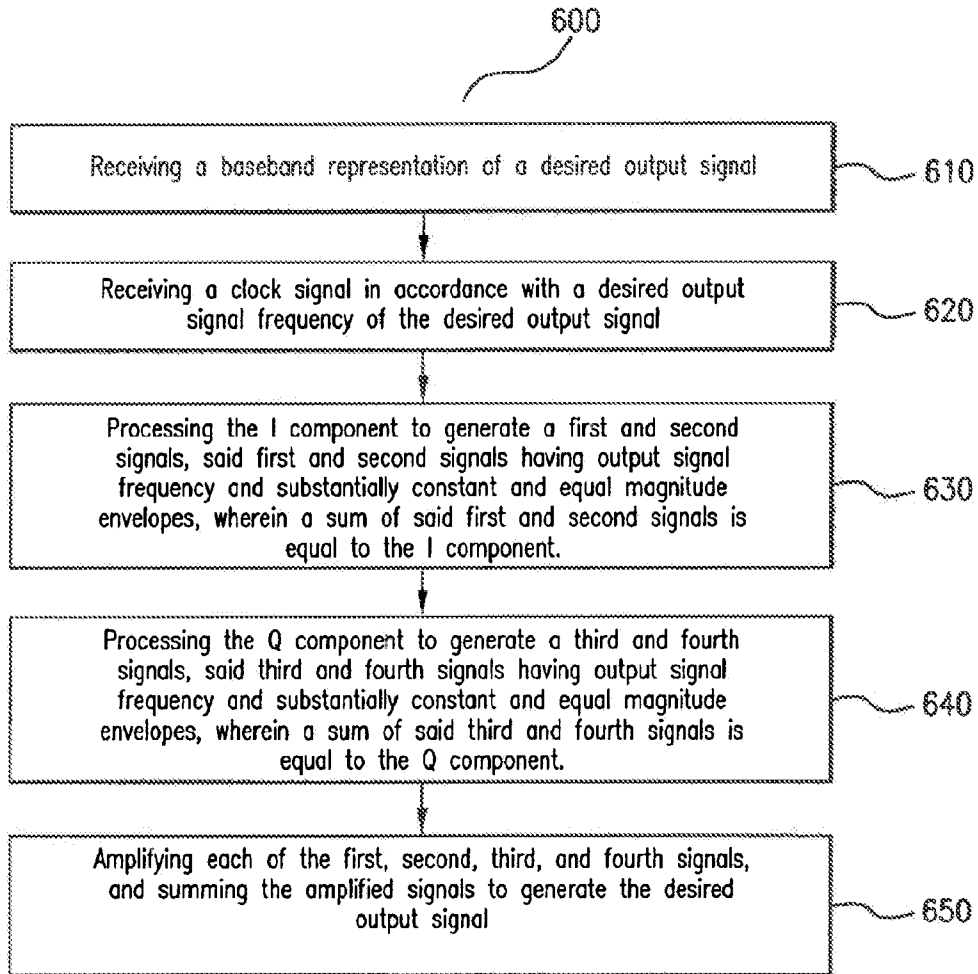 600
Receiving a baseband representation of a desired output signal
610
Receiving a clock signal in accordance with a desired output
signal frequency of the desired output signal
620
Processing the I component to generate a first and second
signals, said first and second signals having output signal
frequency and substantially constant and equal magnitude
envelopes, wherein a sum of said first and second signals is
equal to the I component.
630
Processing the Q component to generate a third and fourth
signals, said third and fourth signals having output signal
frequency and substantially constant and equal magnitude
envelopes, wherein a sum of said third and fourth signals is
equal to the Q component.
640
Amplifying each of the first, second, third, and fourth signals,
and summing the amplified signals to generate the desired
output signal
650